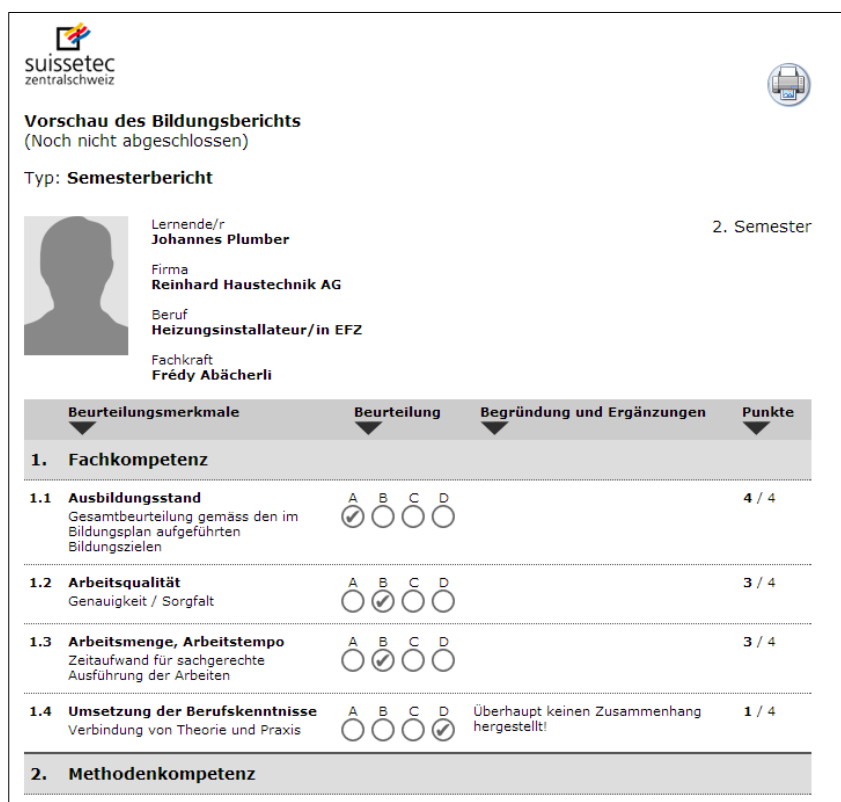 suissetec
zentralschweiz
Vorschau des Bildungsberichts
(Noch nicht abgeschlossen)
Typ: Semesterbericht
Lernende/r
Johannes Plumber
2. Semester
Firma
Reinhard Haustechnik AG
Beruf
Heizungsinstallateur/in EFZ
Fachkraft
Frédy Abächerli
Beurteilungsmerkmale Beurteilung Begründung und Ergänzungen Punkte
1. Fachkompetenz
1.1 Ausbildungsstand A B C D 4 / 4
Gesamtbeurteilung gemäss den im
Bildungsplan aufgeführten
Bildungszielen
1.2 Arbeitsqualität A B C D 3 / 4
Genauigkeit / Sorgfalt
1.3 Arbeitsmenge, Arbeitstempo A B C D 3 / 4
Zeitaufwand für sachgerechte
Ausführung der Arbeiten
1.4 Umsetzung der Berufskenntnisse A B C D Überhaupt keinen Zusammenhang 1 / 4
Verbindung von Theorie und Praxis hergestellt!
2. Methodenkompetenz